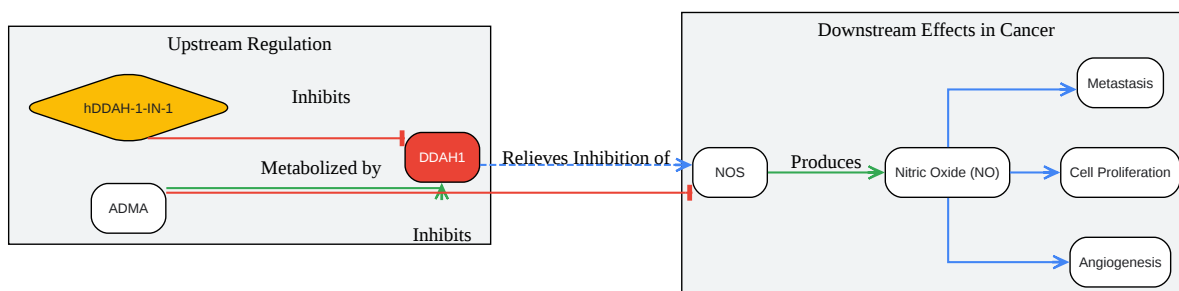 Upstream Regulation
hDDAH-1-IN-1
Inhibits
DDAH1
Metabolized by
ADMA
Inhibits
Relieves Inhibition of
Downstream Effects in Cancer
NOS
Produces
Nitric Oxide (NO)
Metastasis
Cell Proliferation
Angiogenesis